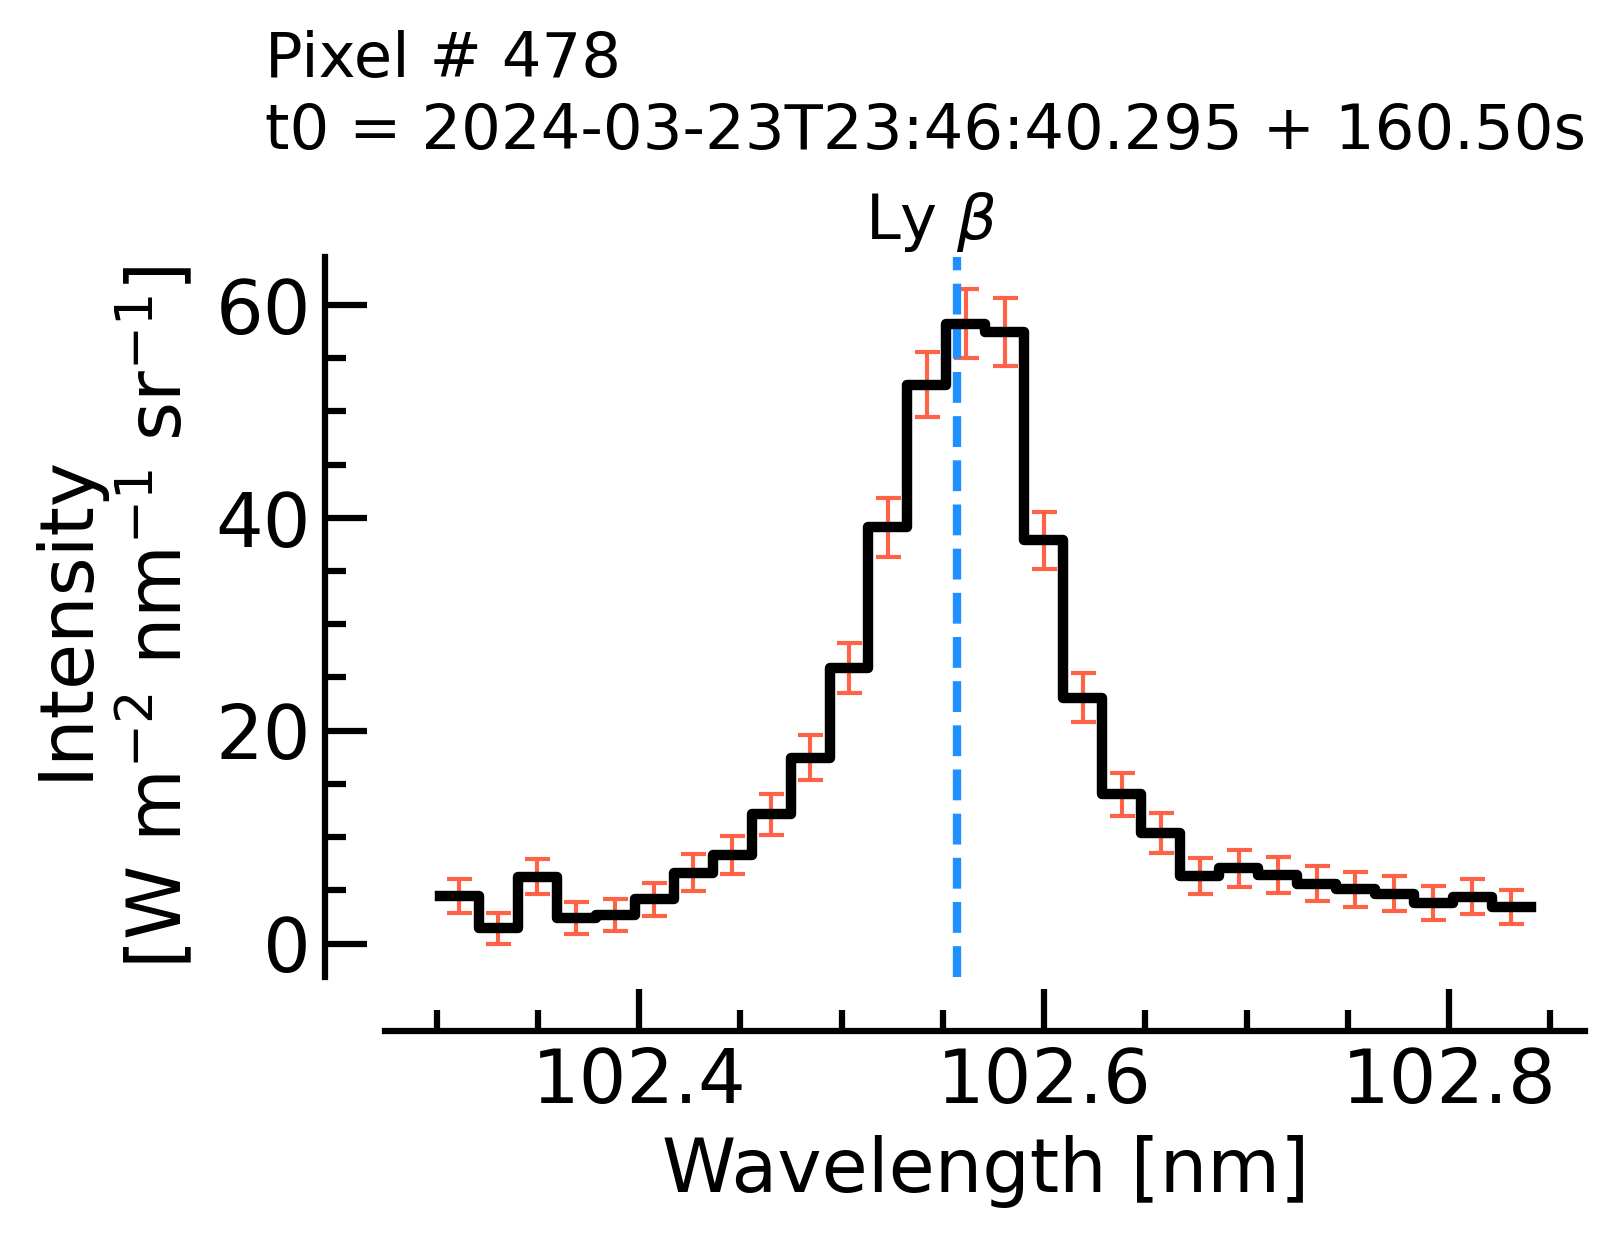 Pixel # 478
t0 = 2024-03-23T23:46:40.295 + 160.50s
Ly β
Intensity
[W m⁻² nm⁻¹ sr⁻¹]
60
40
20
0
102.4
102.6
102.8
Wavelength [nm]